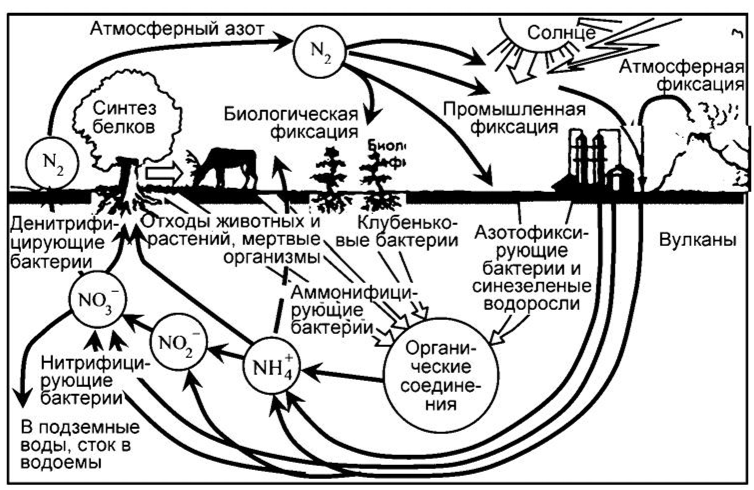 Атмосферный азот
N₂
Солнце
Атмосферная
фиксация
Синтез
белков
Биологическая
фиксация
Промышленная
фиксация
N₂
Денитрифи-
цирующие
бактерии
Отходы животных и
растений, мертвые
организмы
Клубенько-
вые бактерии
Азотофикси-
рующие
бактерии и
синезеленые
водоросли
Вулканы
Аммонифици-
рующие
бактерии
NO₃⁻
NO₂⁻
NH₄⁺
Органи-
ческие
соедине-
ния
Нитрифици-
рующие
бактерии
В подземные
воды, сток в
водоемы